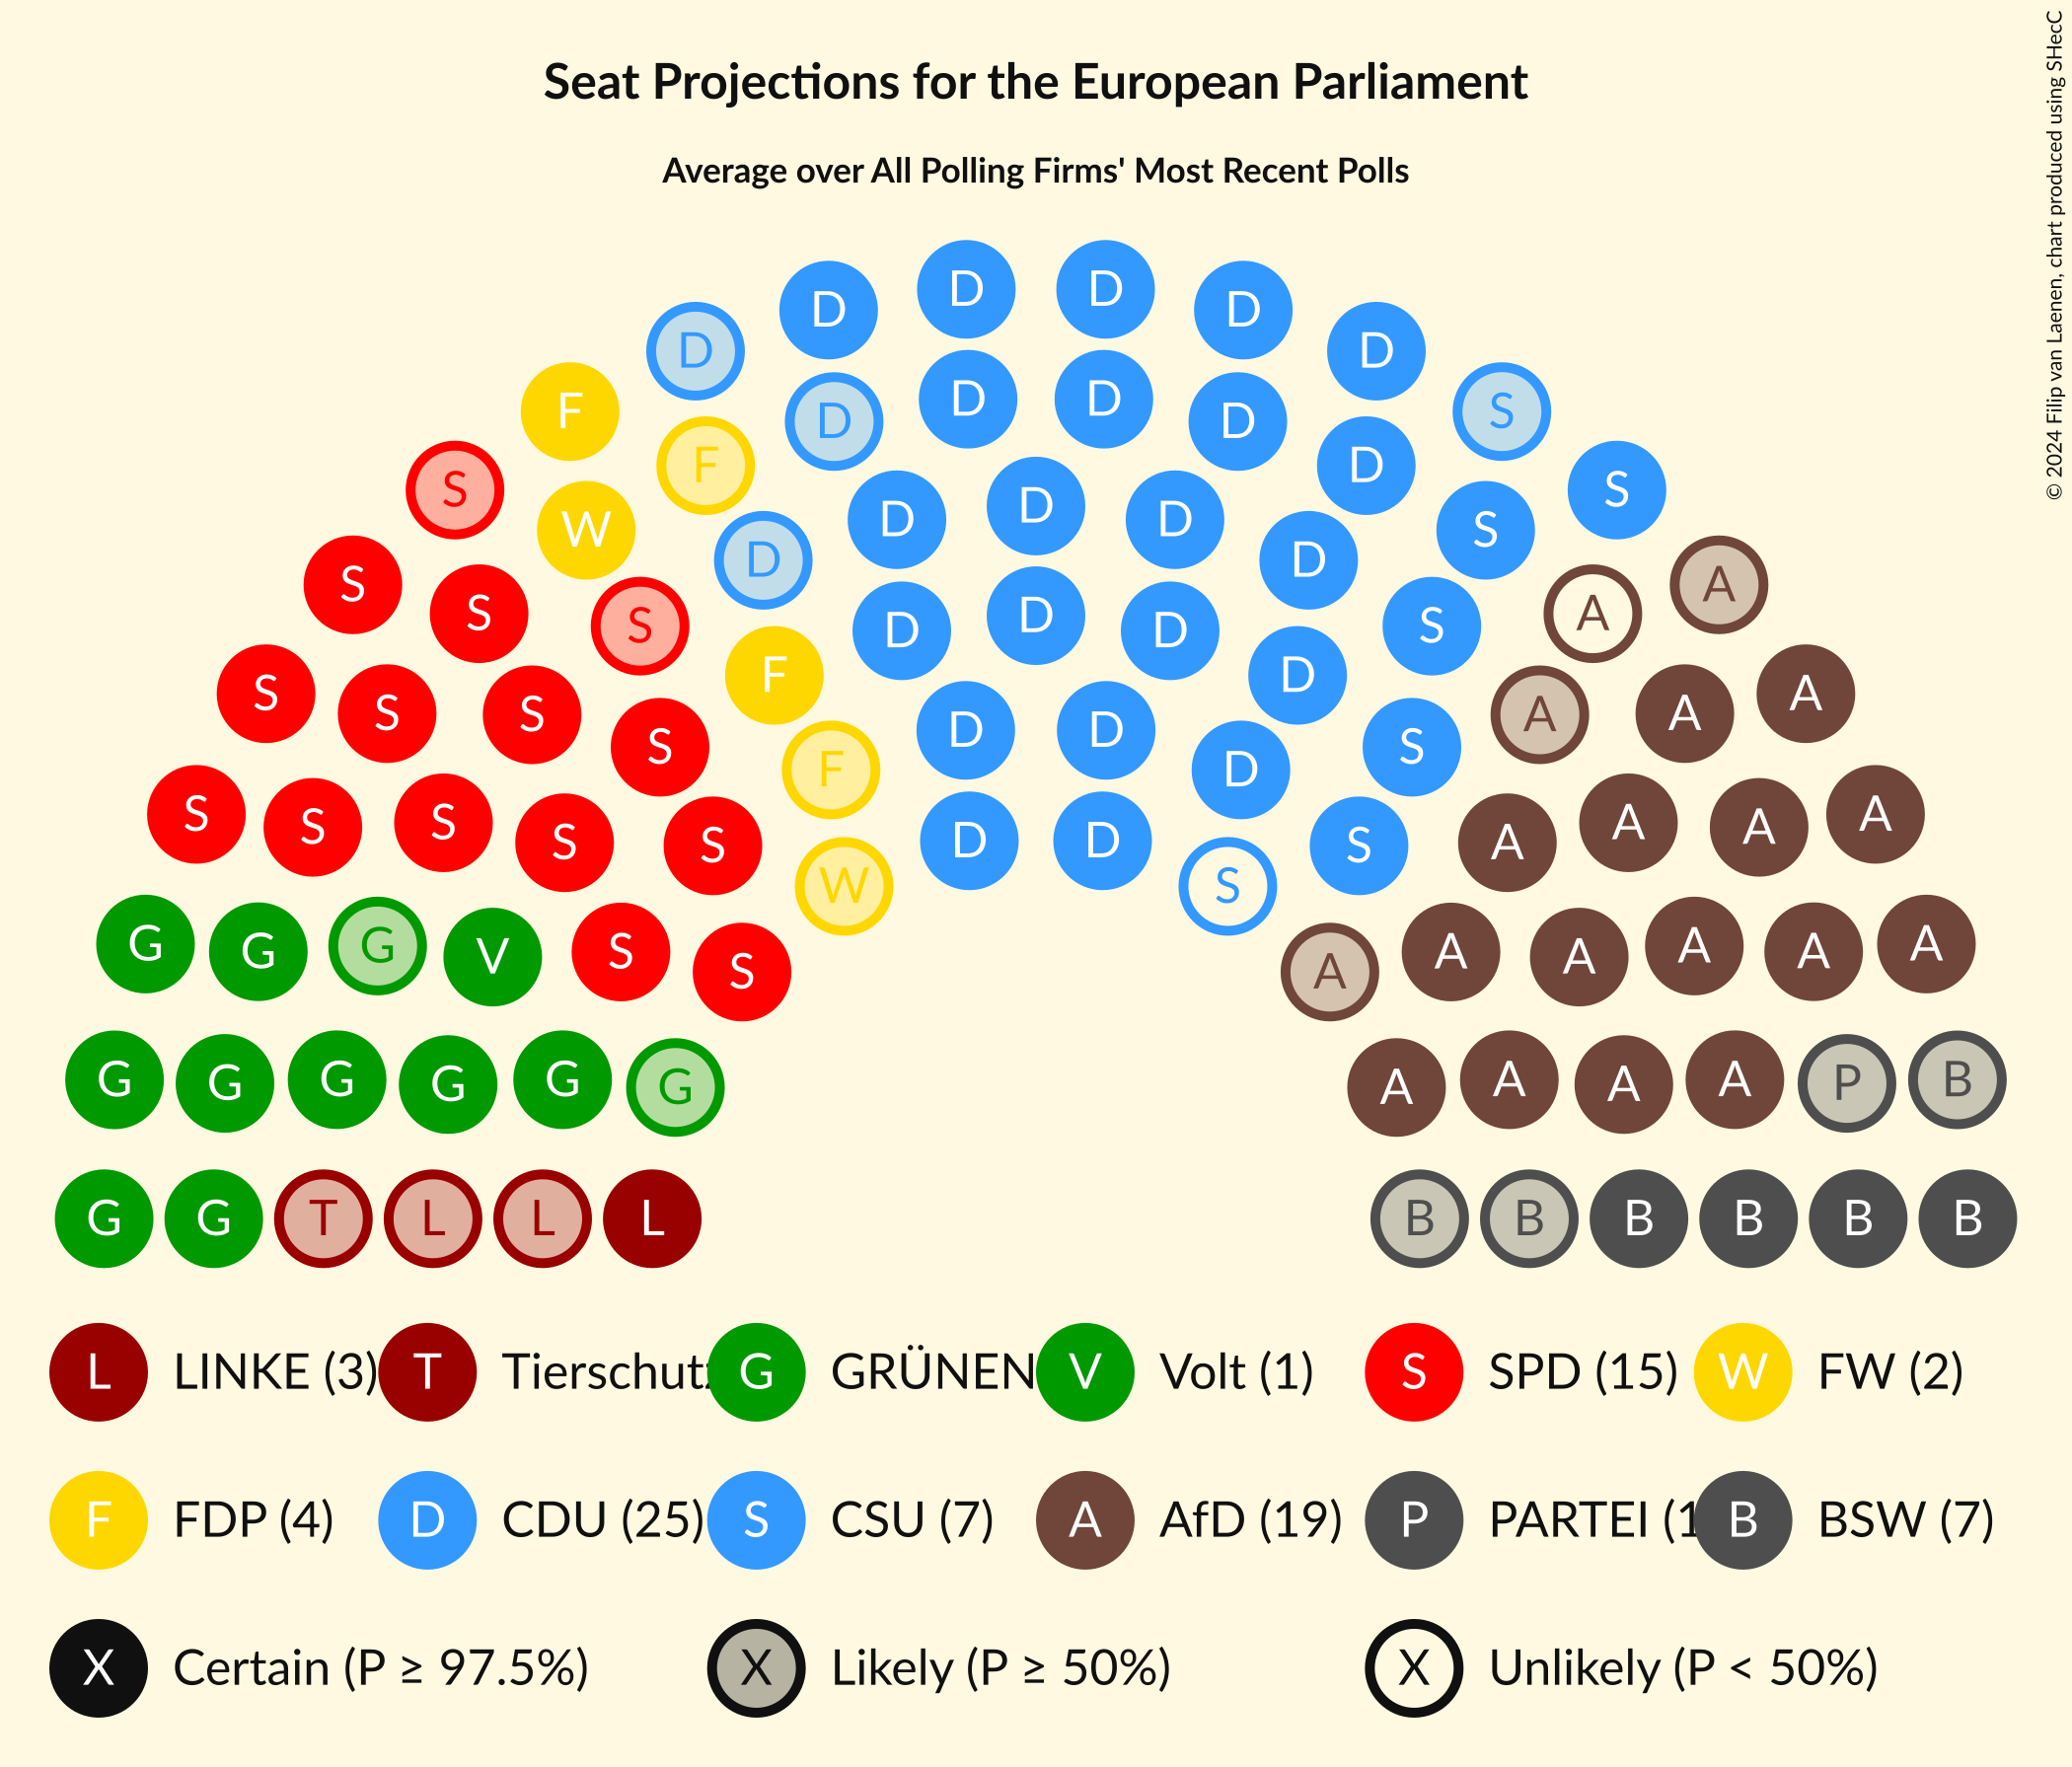 Seat Projections for the European Parliament
Average over All Polling Firms' Most Recent Polls
© 2024 Filip van Laenen, chart produced using SHecC
D D D D
D D S
F D D D D D S
S F D D S
W D D D D S
S S S D D A A
S S F D D D D S A A A
S S S F D D D S A A A A
S S S S S W D D S S A A A A
G G G V S S A A A A A A
G G G G G G A A A A P B
G G T L L L B B B B B B
L LINKE (3) T Tierschutz G GRÜNEN V Volt (1) S SPD (15) W FW (2)
F FDP (4) D CDU (25) S CSU (7) A AfD (19) P PARTEI (1 B BSW (7)
X Certain (P ≥ 97.5%) X Likely (P ≥ 50%) X Unlikely (P < 50%)